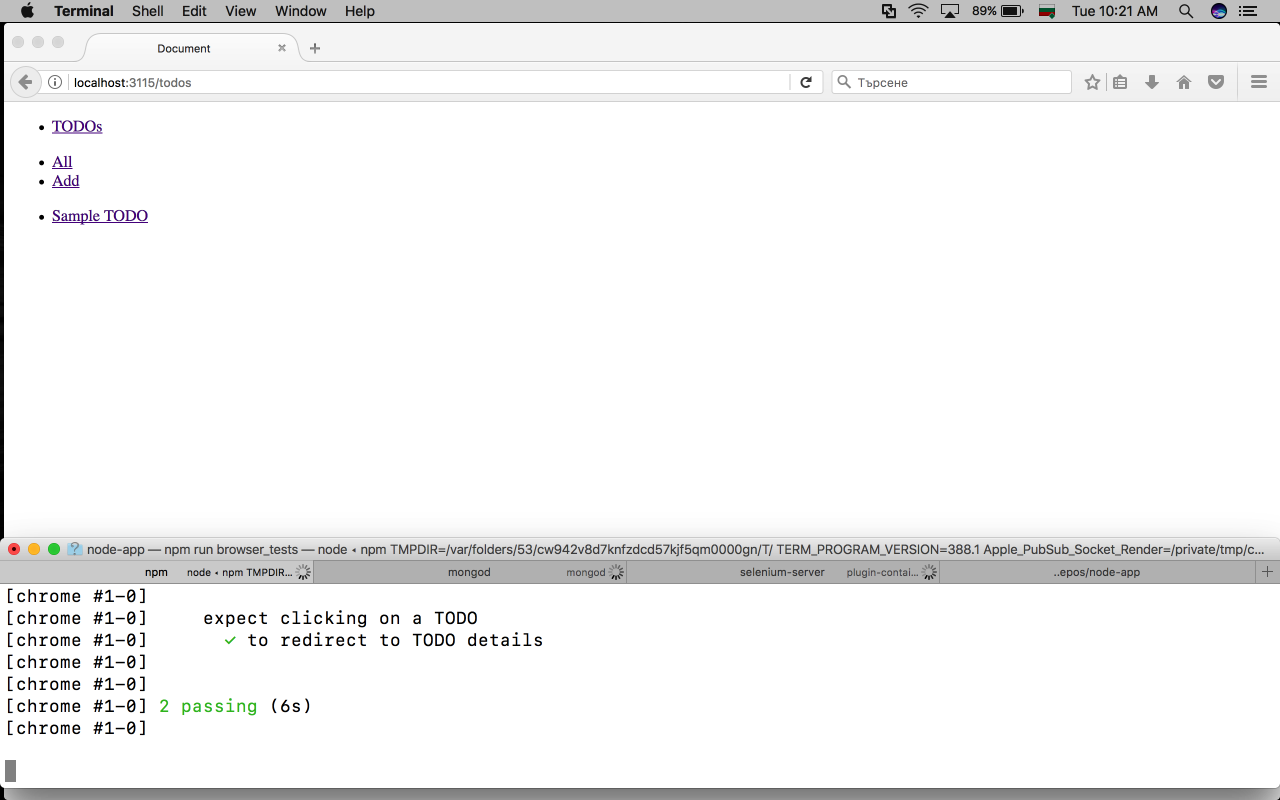 Terminal Shell Edit View Window Help 89% Tue 10:21 AM
Document
localhost:3115/todos Търсене
TODOs
All
Add
Sample TODO
node-app — npm run browser_tests — node ◂ npm TMPDIR=/var/folders/53/cw942v8d7knfzdcd57kjf5qm0000gn/T/ TERM_PROGRAM_VERSION=388.1 Apple_PubSub_Socket_Render=/private/tmp/c...
npm node ◂ npm TMPDIR... mongod mongod selenium-server plugin-contai... ..epos/node-app
[chrome #1-0]
[chrome #1-0] expect clicking on a TODO
[chrome #1-0] ✓ to redirect to TODO details
[chrome #1-0]
[chrome #1-0]
[chrome #1-0] 2 passing (6s)
[chrome #1-0]